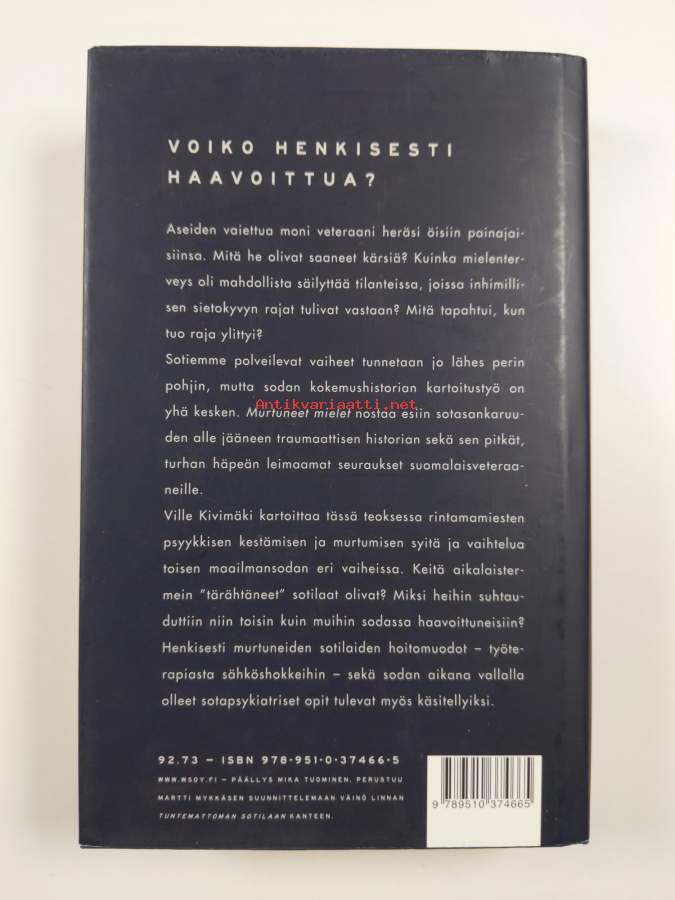 VOIKO HENKISESTI
HAAVOITTUA?
Aseiden vaiettua moni veteraani heräsi öisiin painajai-
siinsa. Mitä he olivat saaneet kärsiä? Kuinka mielenter-
veys oli mahdollista säilyttää tilanteissa, joissa inhimilli-
sen sietokyvyn rajat tulivat vastaan? Mitä tapahtui, kun
tuo raja ylittyi?
Sotiemme polveilevat vaiheet tunnetaan jo lähes perin
pohjin, mutta sodan kokemushistorian kartoitustyö on
Antikvariaatti.net
yhä kesken. Murtuneet mielet nostaa esiin sotasankaruu-
den alle jääneen traumaattisen historian sekä sen pitkät,
turhan häpeän leimaamat seuraukset suomalaisveteraa-
neille.
Ville Kivimäki kartoittaa tässä teoksessa rintamamiesten
psyykkisen kestämisen ja murtumisen syitä ja vaihtelua
toisen maailmansodan eri vaiheissa. Keitä aikalaister-
mein ”tärähtäneet” sotilaat olivat? Miksi heihin suhtau-
duttiin niin toisin kuin muihin sodassa haavoittuneisiin?
Henkisesti murtuneiden sotilaiden hoitomuodot – työte-
rapiasta sähköshokkeihin – sekä sodan aikana vallalla
olleet sotapsykiatriset opit tulevat myös käsitellyiksi.
92.73 – ISBN 978-951-0-37466-5
WWW.WSOY.FI – PÄÄLLYS MIKA TUOMINEN. PERUSTUU
MARTTI MYKKÄSEN SUUNNITTELEMAAN VÄINÖ LINNAN
TUNTEMATTOMAN SOTILAAN KANTEEN.
9 789510 374665